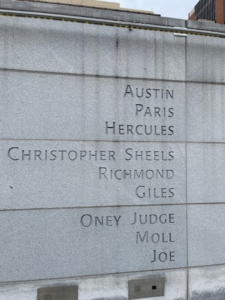 Austin
Paris
Hercules
Christopher Sheels
Richmond
Giles
Oney Judge
Moll
Joe